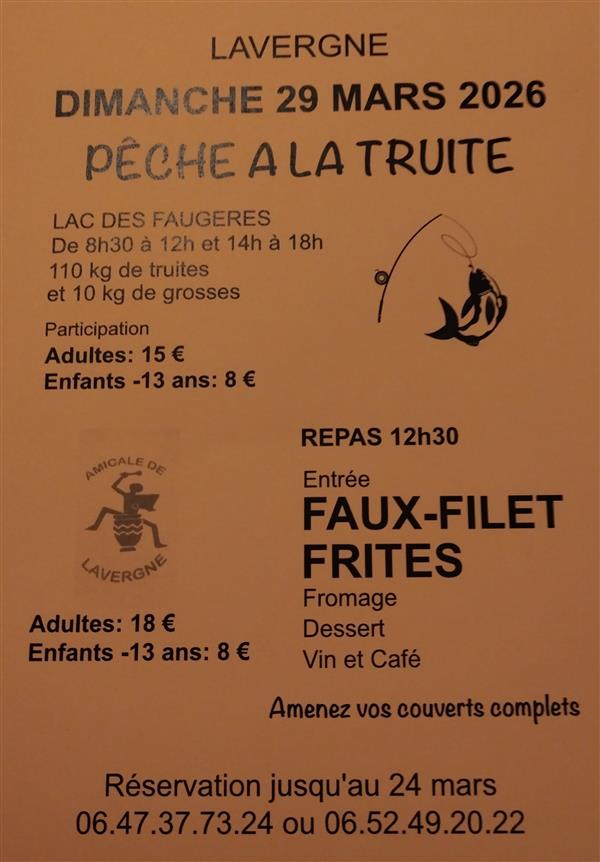 LAVERGNE
DIMANCHE 29 MARS 2026
PÊCHE A LA TRUITE
LAC DES FAUGERES
De 8h30 à 12h et 14h à 18h
110 kg de truites
et 10 kg de grosses
Participation
Adultes: 15 €
Enfants -13 ans: 8 €
AMICALE DE
LAVERGNE
Adultes: 18 €
Enfants -13 ans: 8 €
REPAS 12h30
Entrée
FAUX-FILET
FRITES
Fromage
Dessert
Vin et Café
Amenez vos couverts complets
Réservation jusqu'au 24 mars
06.47.37.73.24 ou 06.52.49.20.22